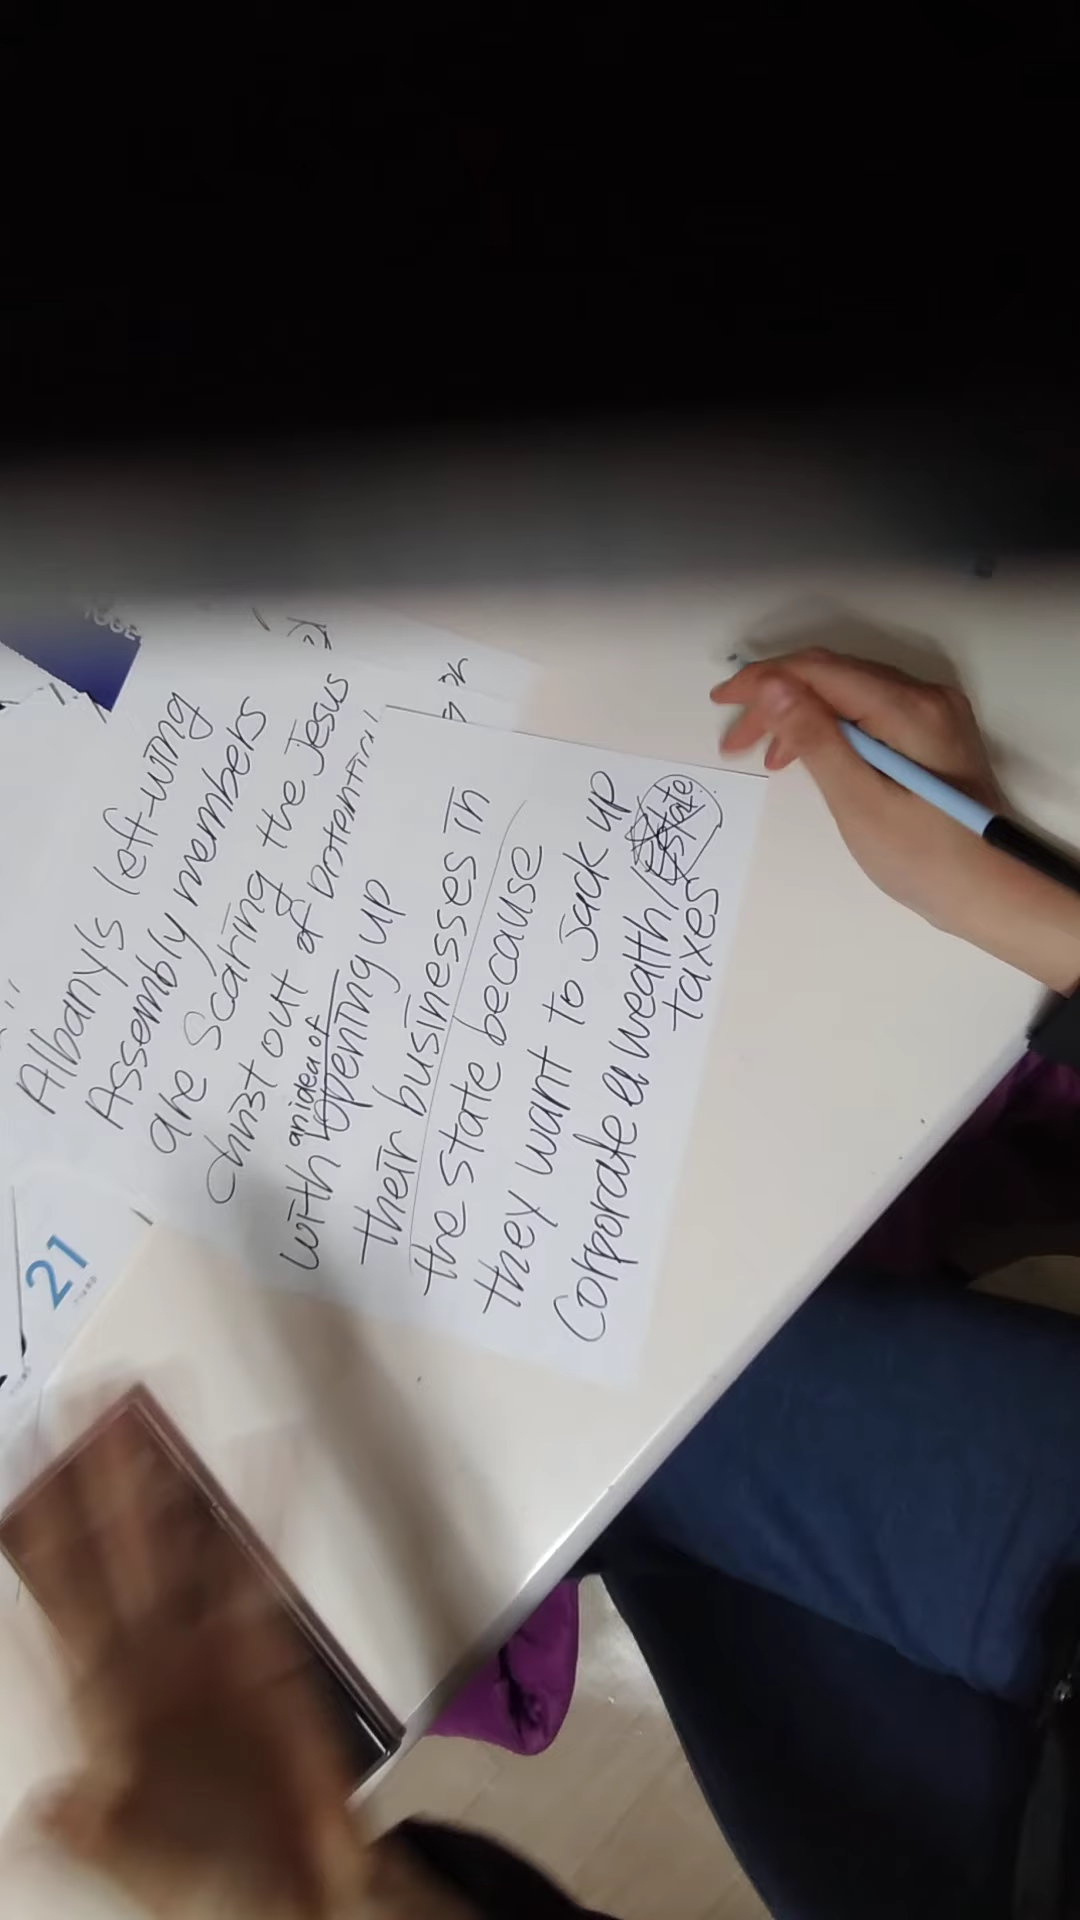 Albany's left-wing
Assembly members
are scaring the Jesus
Christ out of potential
an idea of
with opening up
their businesses in
the state because
they want to jack up
Corporate & wealth/estate
taxes
or
21